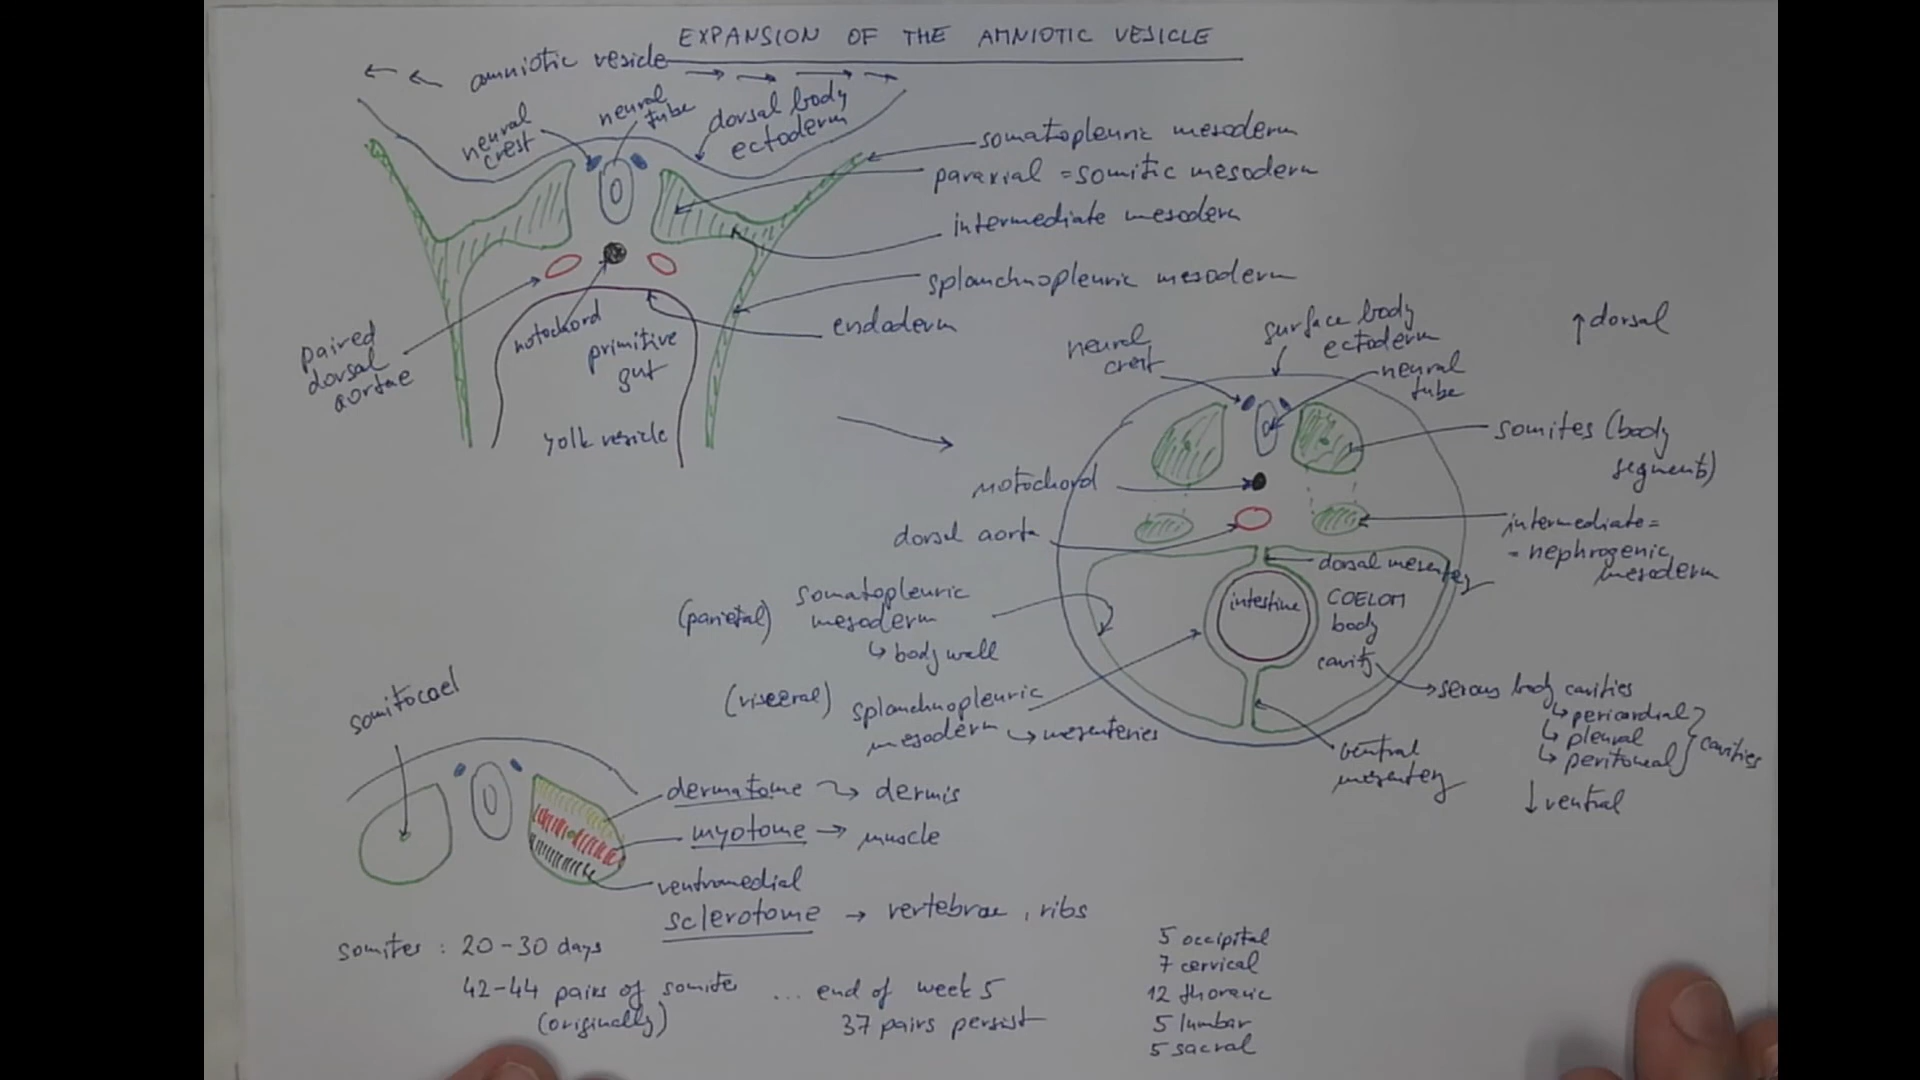 EXPANSION OF THE AMNIOTIC VESICLE
amniotic vesicle
neural
crest
neural
tube
dorsal body
ectoderm
somatopleuric mesoderm
paraxial = somitic mesoderm
intermediate mesoderm
splanchnopleuric mesoderm
endoderm
paired
dorsal
aortae
notochord
primitive
gut
yolk vesicle
neural
crest
surface body
ectoderm
neural
tube
↑ dorsal
somites (body
segments)
notochord
dorsal aorta
intermediate =
= nephrogenic
mesoderm
dorsal mesentery
intestine
COELOM
body
cavity
(parietal) somatopleuric
mesoderm
↳ body wall
(visceral) splanchnopleuric
mesoderm ↳ mesenteries
→ serous body cavities
↳ pericardial
↳ pleural
↳ peritoneal } cavities
ventral
mesentery
↓ ventral
somitocoel
dermatome → dermis
myotome → muscle
ventromedial
sclerotome → vertebrae, ribs
somites : 20-30 days
42-44 pairs of somites ... end of week 5
(originally) 37 pairs persist
5 occipital
7 cervical
12 thoracic
5 lumbar
5 sacral